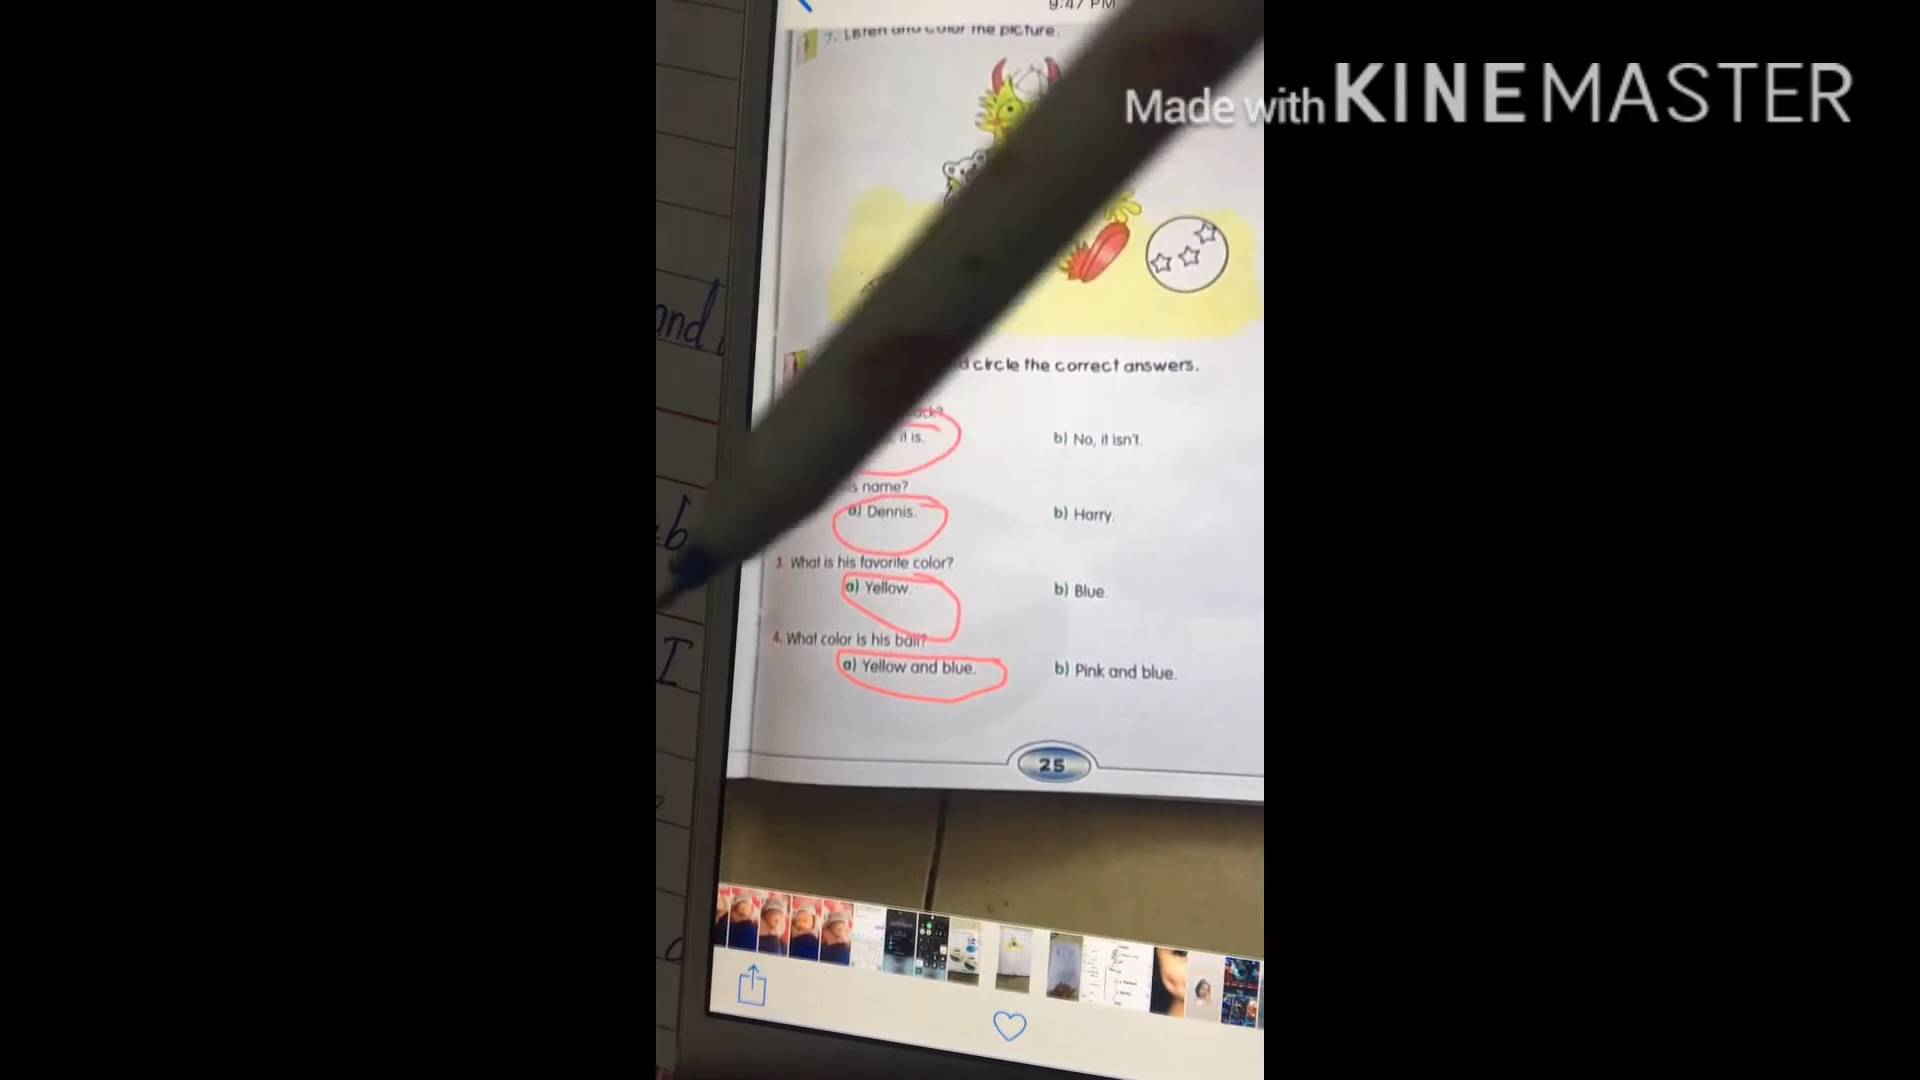 9:47 PM
7. Listen and color the picture.
Made with KINEMASTER
and
circle the correct answers.
it is.
b) No, it isn't.
name?
a) Dennis.
b) Harry.
b
3. What is his favorite color?
a) Yellow.
b) Blue.
4. What color is his ball?
I
a) Yellow and blue.
b) Pink and blue.
25